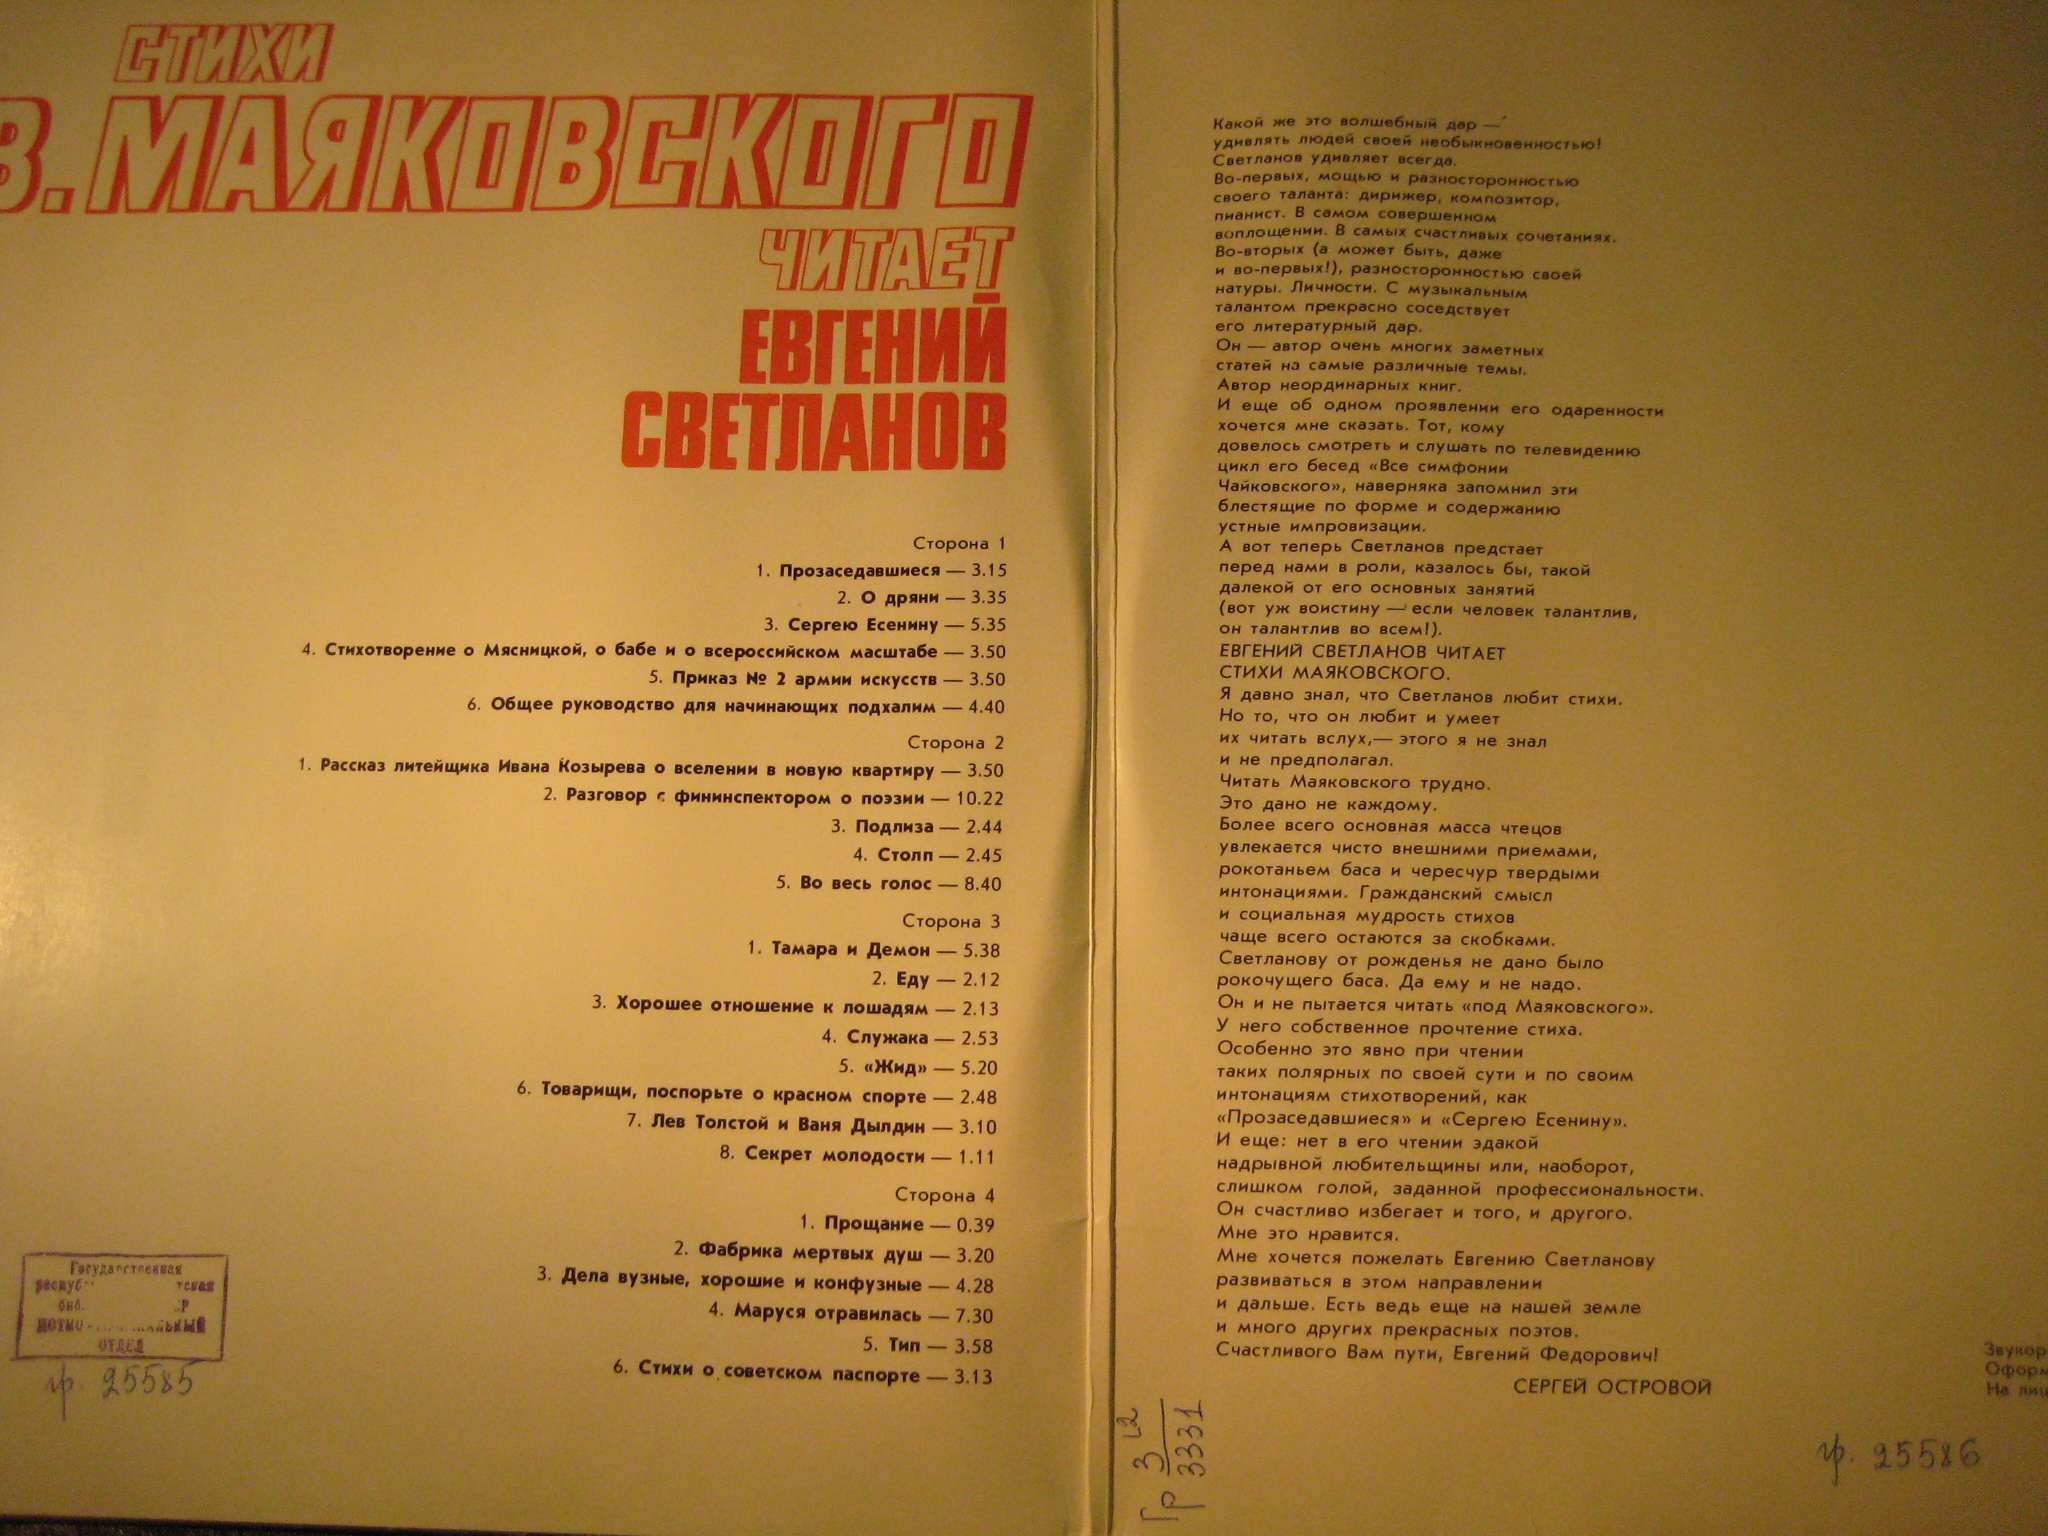 СТИХИ
В. МАЯКОВСКОГО
ЧИТАЕТ
ЕВГЕНИЙ
СВЕТЛАНОВ
Сторона 1
1. Прозаседавшиеся — 3.15
2. О дряни — 3.35
3. Сергею Есенину — 5.35
4. Стихотворение о Мясницкой, о бабе и о всероссийском масштабе — 3.50
5. Приказ № 2 армии искусств — 3.50
6. Общее руководство для начинающих подхалим — 4.40
Сторона 2
1. Рассказ литейщика Ивана Козырева о вселении в новую квартиру — 3.50
2. Разговор с фининспектором о поэзии — 10.22
3. Подлиза — 2.44
4. Столп — 2.45
5. Во весь голос — 8.40
Сторона 3
1. Тамара и Демон — 5.38
2. Еду — 2.12
3. Хорошее отношение к лошадям — 2.13
4. Служака — 2.53
5. «Жид» — 5.20
6. Товарищи, поспорьте о красном спорте — 2.48
7. Лев Толстой и Ваня Дылдин — 3.10
8. Секрет молодости — 1.11
Сторона 4
1. Прощание — 0.39
2. Фабрика мертвых душ — 3.20
3. Дела вузные, хорошие и конфузные — 4.28
4. Маруся отравилась — 7.30
5. Тип — 3.58
6. Стихи о советском паспорте — 3.13
Государственная
ОТДЕЛ
гр. 25585
Какой же это волшебный дар —
удивлять людей своей необыкновенностью!
Светланов удивляет всегда.
Во-первых, мощью и разносторонностью
своего таланта: дирижер, композитор,
пианист. В самом совершенном
воплощении. В самых счастливых сочетаниях.
Во-вторых (а может быть, даже
и во-первых!), разносторонностью своей
натуры. Личности. С музыкальным
талантом прекрасно соседствует
его литературный дар.
Он — автор очень многих заметных
статей на самые различные темы.
Автор неординарных книг.
И еще об одном проявлении его одаренности
хочется мне сказать. Тот, кому
довелось смотреть и слушать по телевидению
цикл его бесед «Все симфонии
Чайковского», наверняка запомнил эти
блестящие по форме и содержанию
устные импровизации.
А вот теперь Светланов предстает
перед нами в роли, казалось бы, такой
далекой от его основных занятий
(вот уж воистину — если человек талантлив,
он талантлив во всем!).
ЕВГЕНИЙ СВЕТЛАНОВ ЧИТАЕТ
СТИХИ МАЯКОВСКОГО.
Я давно знал, что Светланов любит стихи.
Но то, что он любит и умеет
их читать вслух,— этого я не знал
и не предполагал.
Читать Маяковского трудно.
Это дано не каждому.
Более всего основная масса чтецов
увлекается чисто внешними приемами,
рокотаньем баса и чересчур твердыми
интонациями. Гражданский смысл
и социальная мудрость стихов
чаще всего остаются за скобками.
Светланову от рожденья не дано было
рокочущего баса. Да ему и не надо.
Он и не пытается читать «под Маяковского».
У него собственное прочтение стиха.
Особенно это явно при чтении
таких полярных по своей сути и по своим
интонациям стихотворений, как
«Прозаседавшиеся» и «Сергею Есенину».
И еще: нет в его чтении эдакой
надрывной любительщины или, наоборот,
слишком голой, заданной профессиональности.
Он счастливо избегает и того, и другого.
Мне это нравится.
Мне хочется пожелать Евгению Светланову
развиваться в этом направлении
и дальше. Есть ведь еще на нашей земле
и много других прекрасных поэтов.
Счастливого Вам пути, Евгений Федорович!
СЕРГЕЙ ОСТРОВОЙ
Гр 3
3331
гр. 25586
На